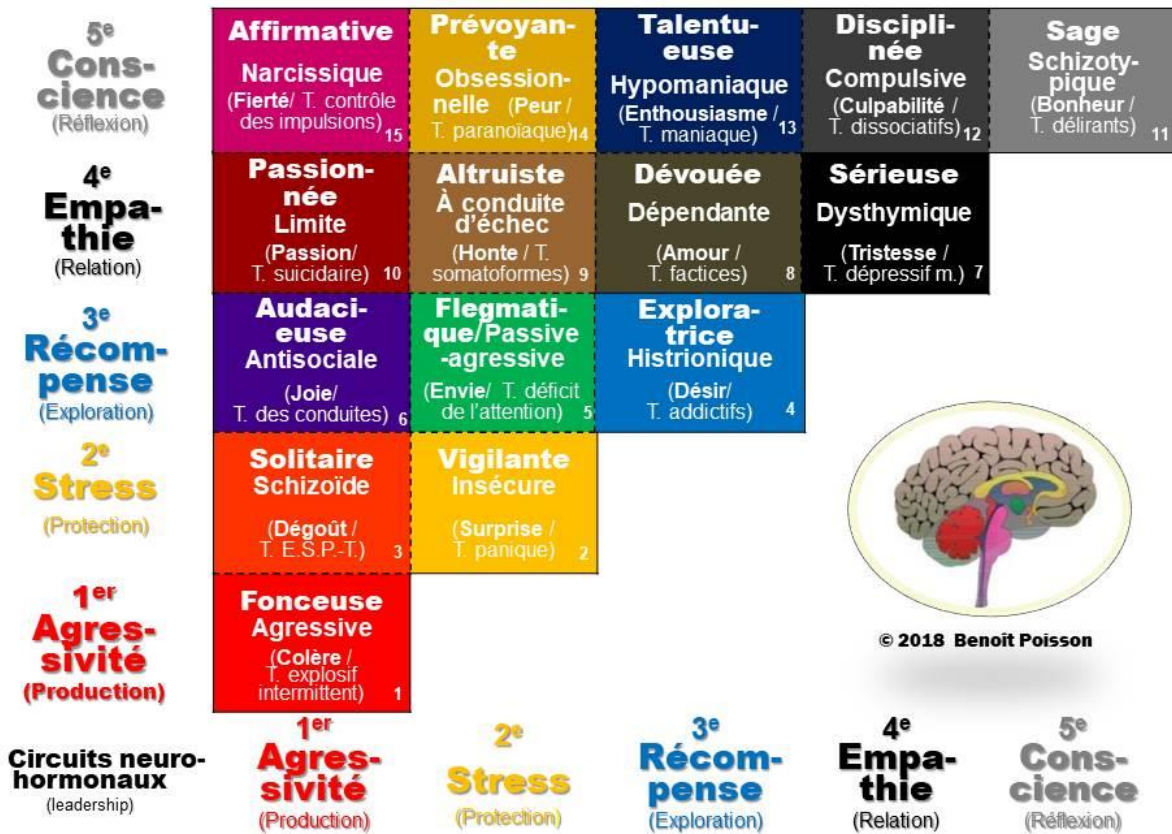 5e
Cons-
cience
(Réflexion)
Affirmative
Narcissique
(Fierté/ T. contrôle
des impulsions) 15
Prévoyan-
te
Obsession-
nelle (Peur /
T. paranoïaque) 14
Talentu-
euse
Hypomaniaque
(Enthousiasme /
T. maniaque) 13
Discipli-
née
Compulsive
(Culpabilité /
T. dissociatifs) 12
Sage
Schizoty-
pique
(Bonheur /
T. délirants) 11
4e
Empa-
thie
(Relation)
Passion-
née
Limite
(Passion/
T. suicidaire) 10
Altruiste
À conduite
d'échec
(Honte / T.
somatoformes) 9
Dévouée
Dépendante
(Amour /
T. factices) 8
Sérieuse
Dysthymique
(Tristesse /
T. dépressif m.) 7
3e
Récom-
pense
(Exploration)
Audaci-
euse
Antisociale
(Joie/
T. des conduites) 6
Flegmati-
que/Passive
-agressive
(Envie/ T. déficit
de l'attention) 5
Explora-
trice
Histrionique
(Désir/
T. addictifs) 4
2e
Stress
(Protection)
Solitaire
Schizoïde
(Dégoût /
T. E.S.P.-T.) 3
Vigilante
Insécure
(Surprise /
T. panique) 2
1er
Agres-
sivité
(Production)
Fonceuse
Agressive
(Colère /
T. explosif
intermittent) 1
© 2018 Benoît Poisson
Circuits neuro-
hormonaux
(leadership)
1er
Agres-
sivité
(Production)
2e
Stress
(Protection)
3e
Récom-
pense
(Exploration)
4e
Empa-
thie
(Relation)
5e
Cons-
cience
(Réflexion)